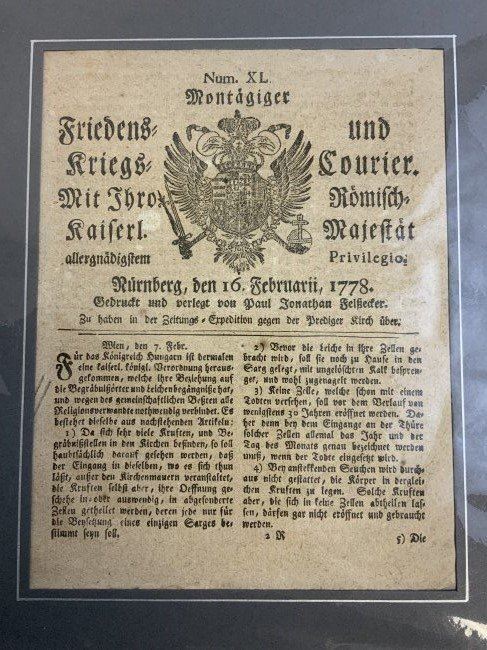 Num. XL.
Montägiger
Friedens- und
Kriegs- Courier.
Mit Ihro Römisch-
Kaiserl. Majestät
allergnädigstem Privilegio.
Nürnberg, den 16. Februarii, 1778.
Gedruckt und verlegt von Paul Jonathan Felßecker.
Zu haben in der Zeitungs-Expedition gegen der Prediger Kirch über.
Wien, den 7. Febr.
Für das Königreich Hungarn ist dermalen
eine kaiserl. königl. Verordnung heraus-
gekommen, welche ihre Beziehung auf
die Begräbnißörter und Leichenbegängnisse hat,
und wegen des gemeinschaftlichen Besten alle
Religionsverwandte nothwendig verbindet. Es
bestehet dieselbe aus nachstehenden Artikeln:
1) Da sich sehr viele Kruften, und Be-
gräbnißstellen in den Kirchen befinden, so soll
hauptsächlich darauf gesehen werden, daß
der Eingang in dieselben, wo es sich thun
läßt, außer den Kirchenmauern veranstaltet,
die Kruften selbst aber, ihre Oeffnung ge-
schehe in- oder auswendig, in abgesonderte
Zellen getheilet werden, deren jede nur für
die Beysetzung eines einzigen Sarges be-
stimmt seyn soll.
2) Bevor die Leiche in ihre Zellen ge-
bracht wird, soll sie noch zu Hause in den
Sarg gelegt, mit ungelöschten Kalk bespren-
get, und wohl zugenagelt werden.
3) Keine Zelle, welche schon mit einem
Todten versehen, soll vor dem Verlauf von
wenigstens 30 Jahren eröffnet werden. Da-
her denn bey dem Eingange an der Thüre
solcher Zellen allemal das Jahr und der
Tag des Monats genau bezeichnet werden
muß, wenn der Todte eingesetzt wird.
4) Bey ansteckenden Seuchen wird durch-
aus nicht gestattet, die Körper in dergleich-
en Kruften zu legen. Solche Kruften
aber, die sich in keine Zellen abtheilen las-
sen, dürfen gar nicht eröffnet und gebraucht
werden.
2 R 5) Die